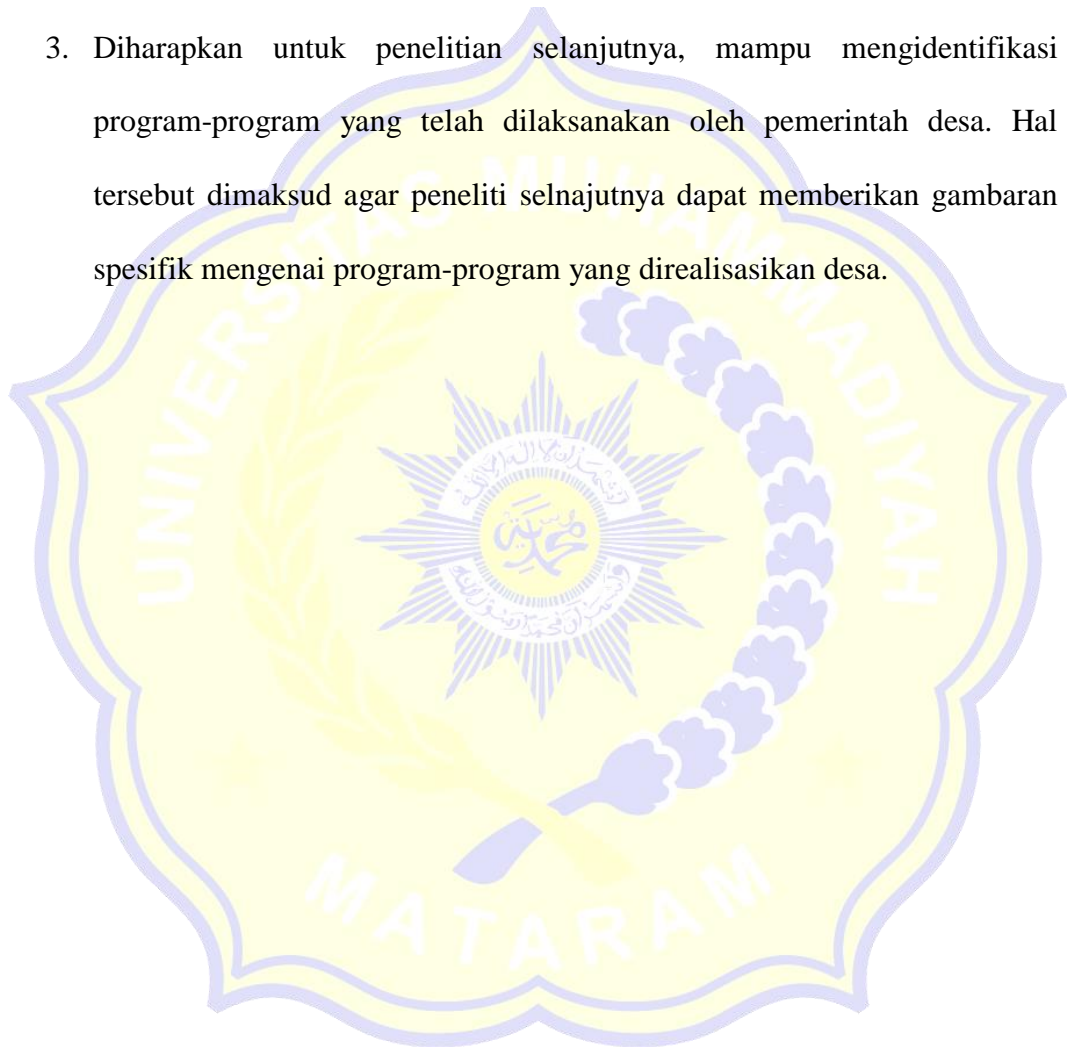 3. Diharapkan untuk penelitian selanjutnya, mampu mengidentifikasi
program-program yang telah dilaksanakan oleh pemerintah desa. Hal
tersebut dimaksud agar peneliti selnajutnya dapat memberikan gambaran
spesifik mengenai program-program yang direalisasikan desa.
UNIVERSITAS MUHAMMADIYAH
MATARAM